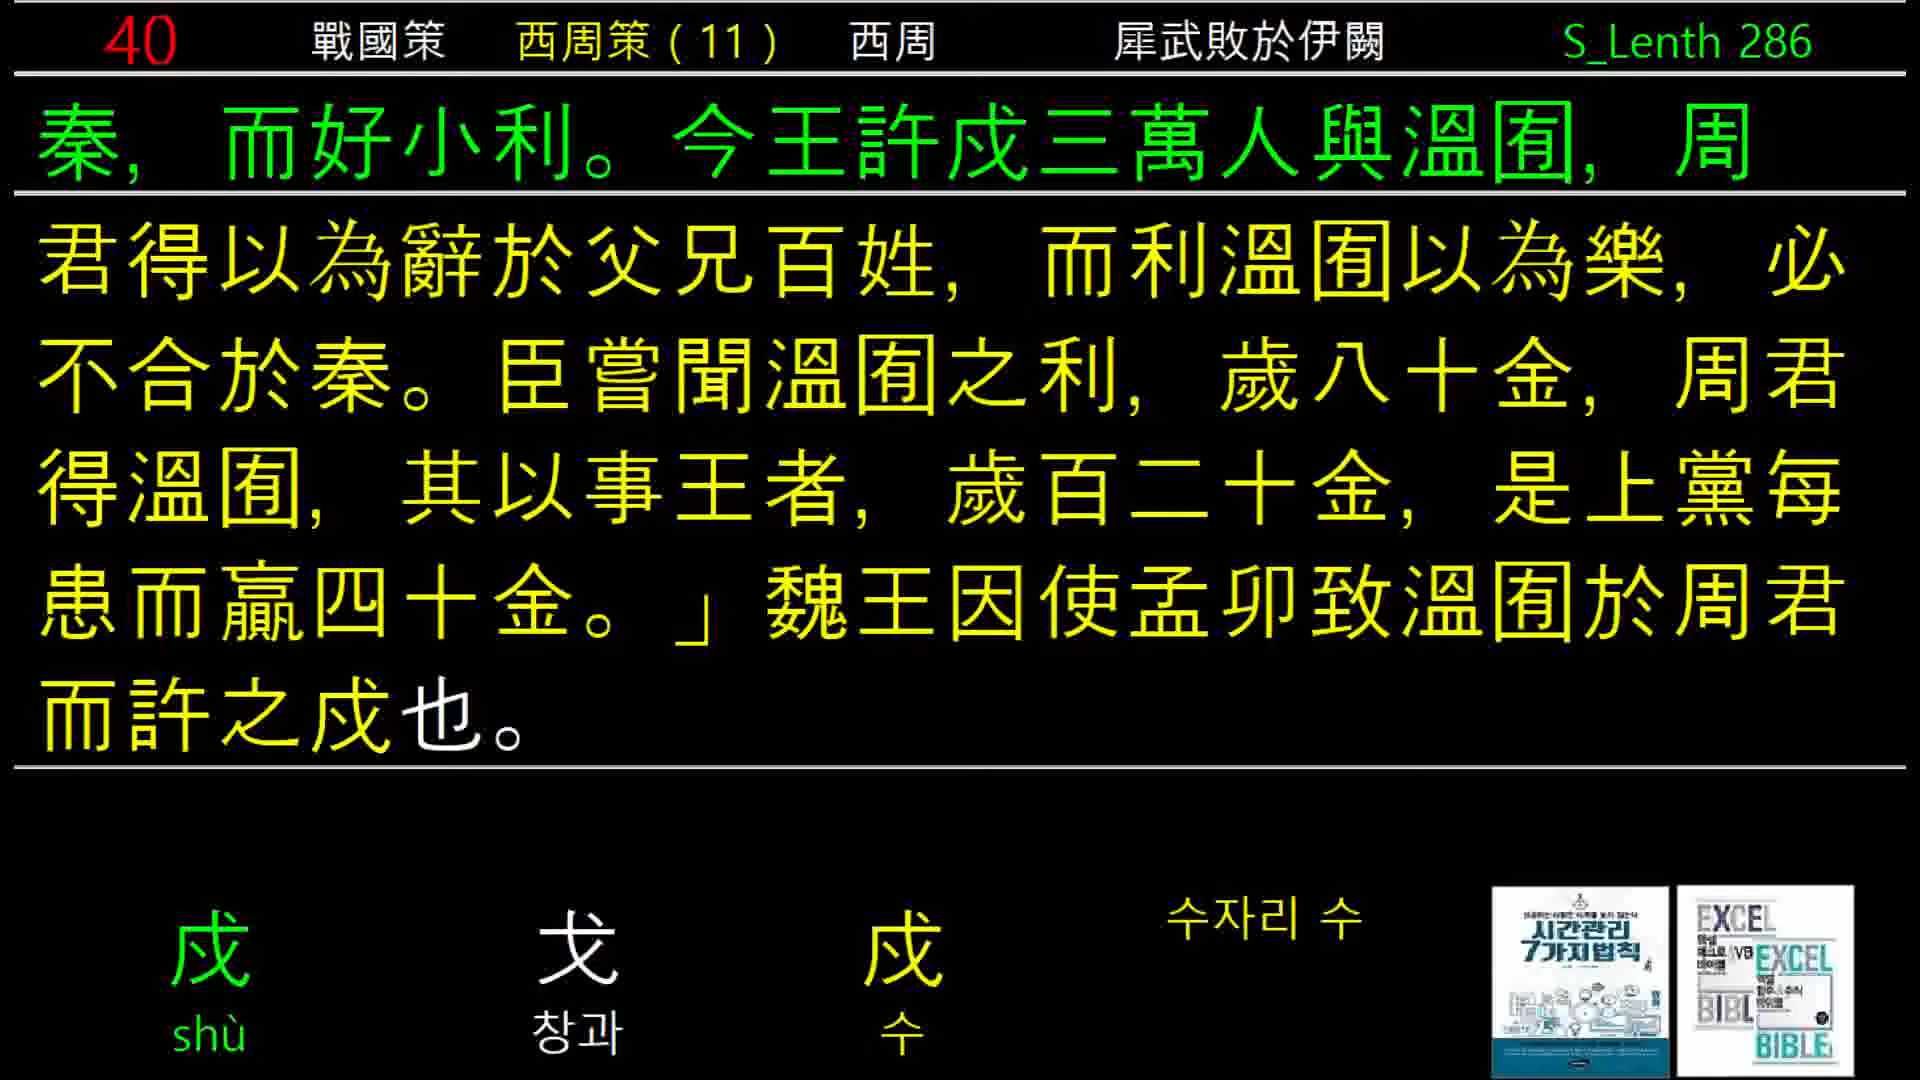 40 戰國策 西周策（11） 西周 犀武敗於伊闕 S_Lenth 286
秦，而好小利。今王許戍三萬人與溫囿，周
君得以為辭於父兄百姓，而利溫囿以為樂，必
不合於秦。臣嘗聞溫囿之利，歲八十金，周君
得溫囿，其以事王者，歲百二十金，是上黨每
患而贏四十金。」魏王因使孟卯致溫囿於周君
而許之戍也。
戍 戈 戍 수자리 수
shù 창과 수
시간관리
7가지법칙
EXCEL
BIBLE
EXCEL
BIBLE